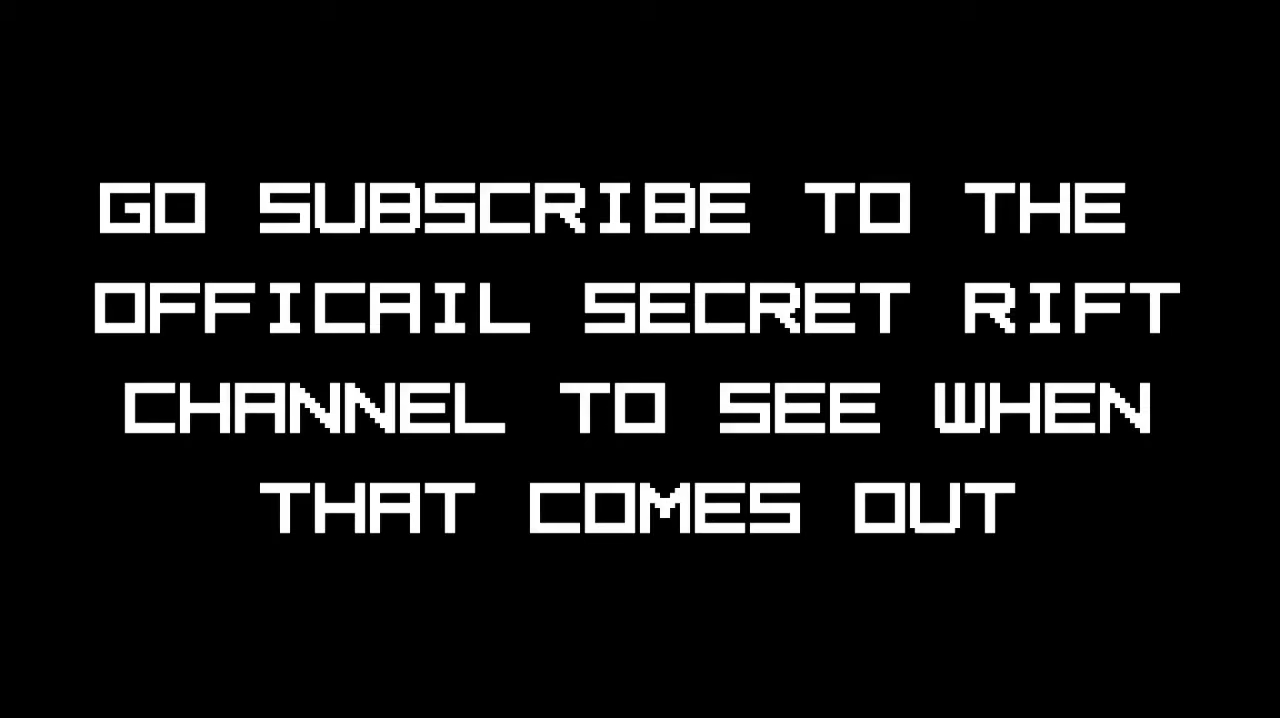 GO SUBSCRIBE TO THE
OFFICAIL SECRET RIFT
CHANNEL TO SEE WHEN
THAT COMES OUT